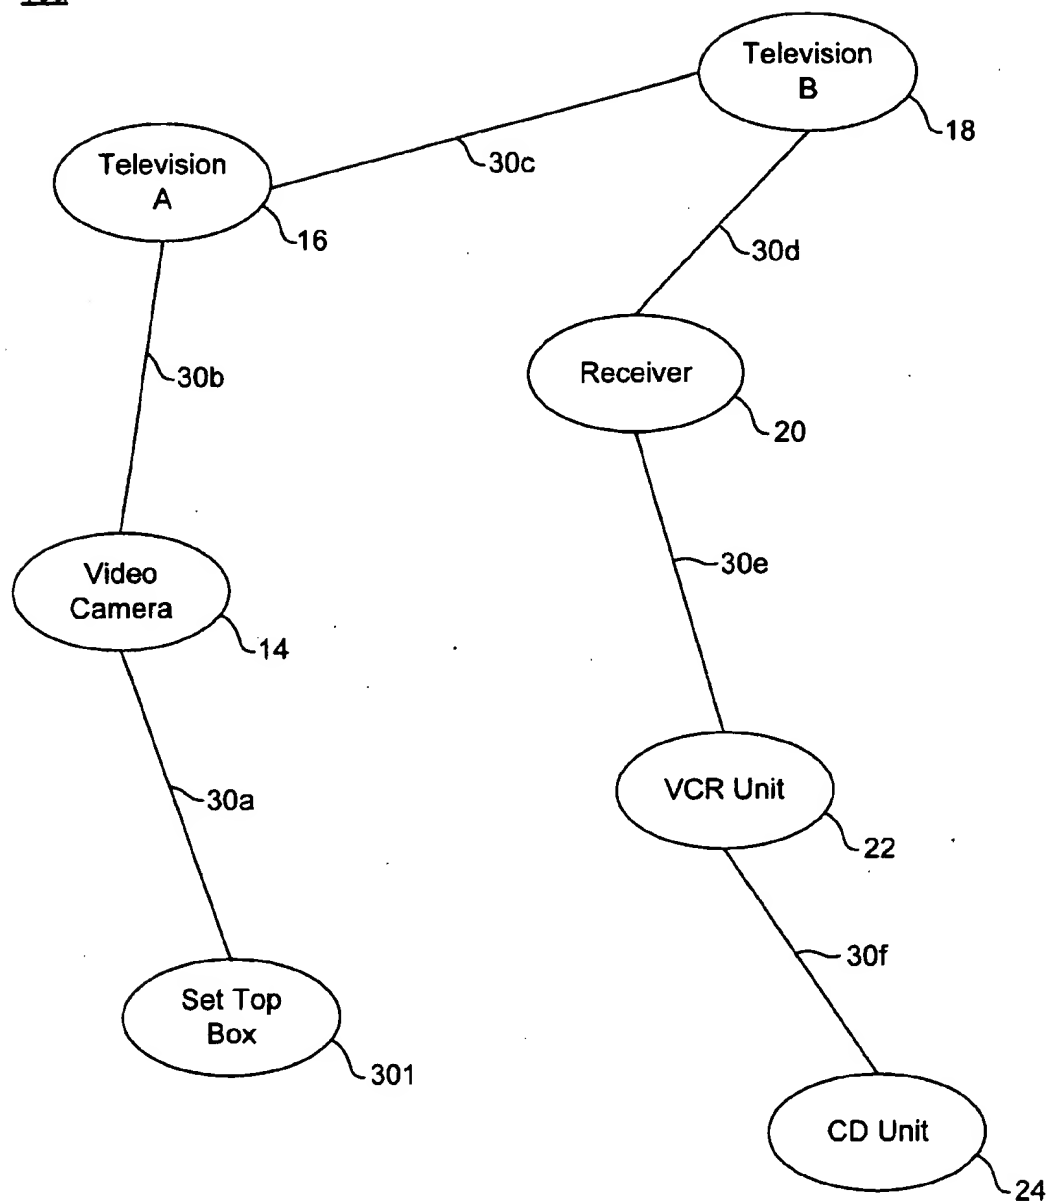 Television
B
18
30c
Television
A
16
30d
30b
Receiver
20
30e
Video
Camera
14
VCR Unit
22
30a
30f
Set Top
Box
301
CD Unit
24